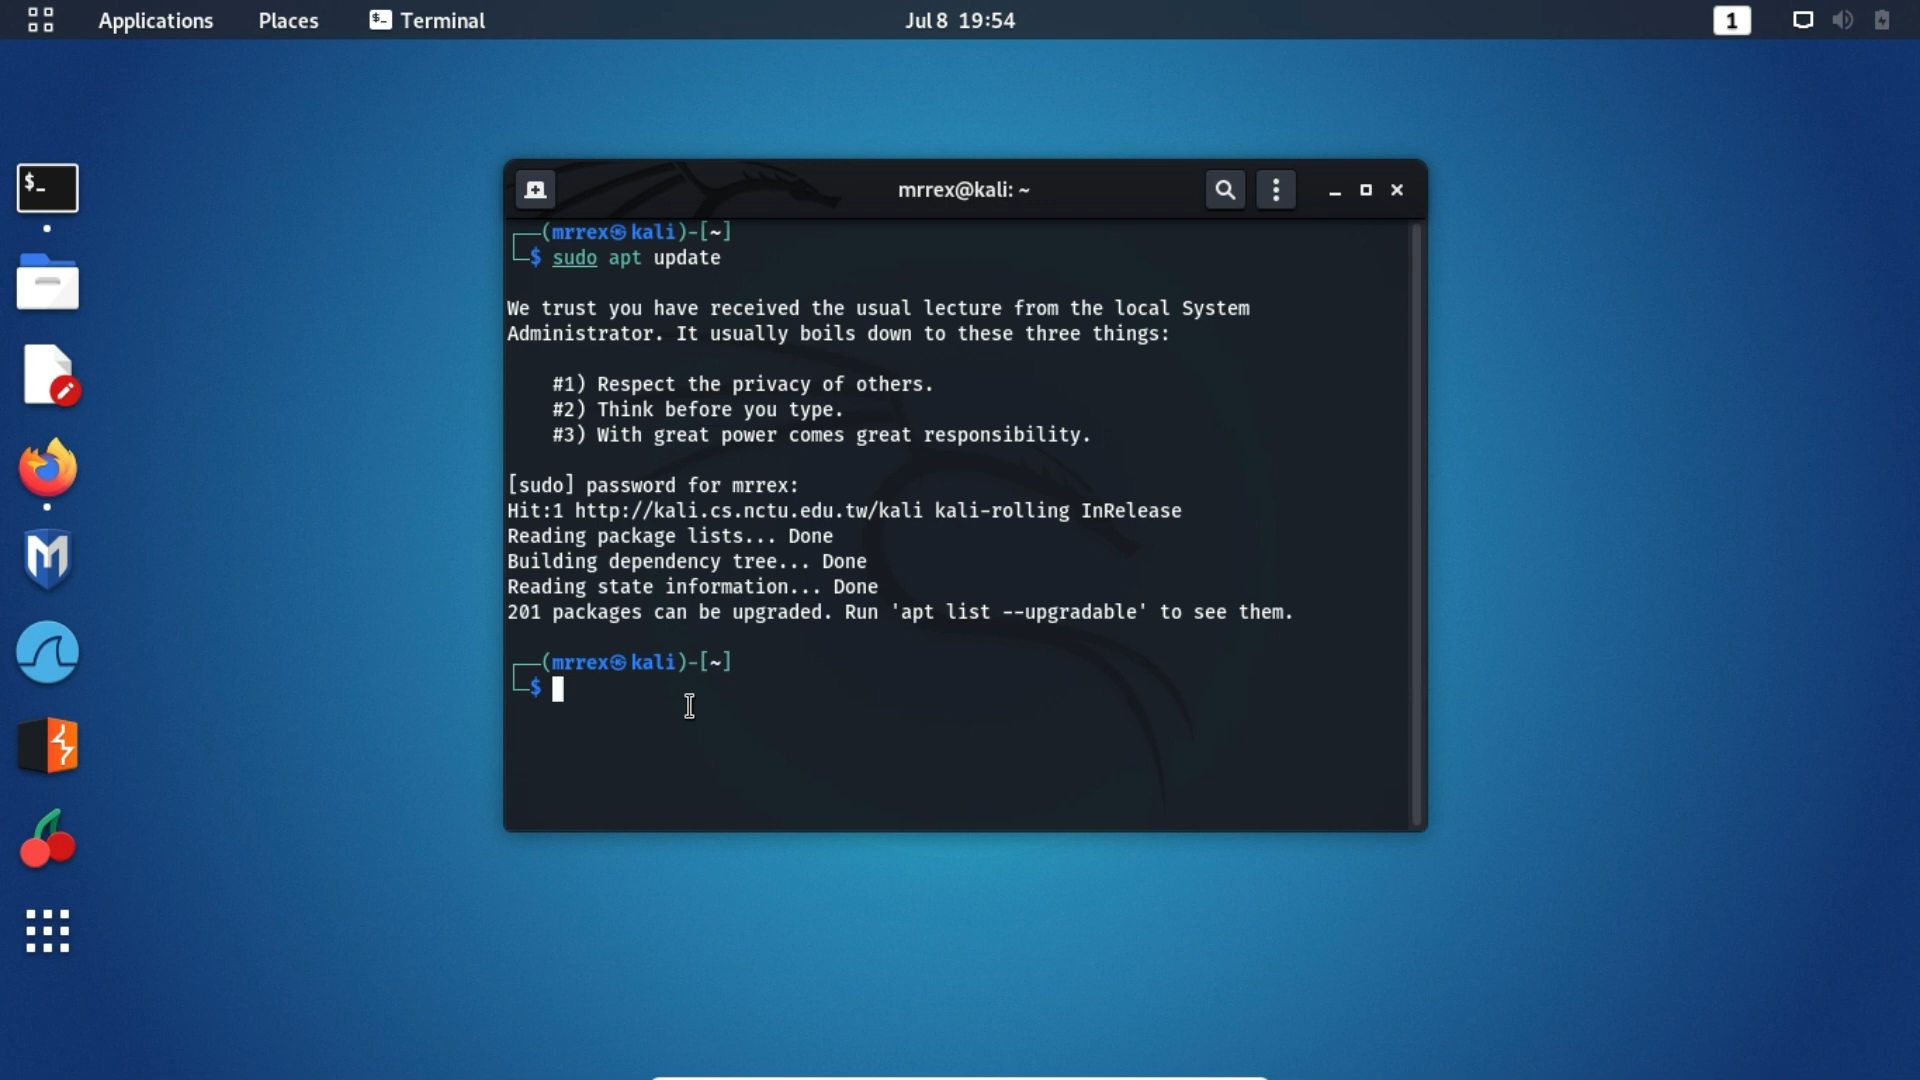 Applications Places $_ Terminal Jul 8 19:54 1
$_
mrrex@kali: ~
┌──(mrrex㉿kali)-[~]
└─$ sudo apt update
We trust you have received the usual lecture from the local System
Administrator. It usually boils down to these three things:
#1) Respect the privacy of others.
#2) Think before you type.
#3) With great power comes great responsibility.
[sudo] password for mrrex:
Hit:1 http://kali.cs.nctu.edu.tw/kali kali-rolling InRelease
Reading package lists... Done
Building dependency tree... Done
Reading state information... Done
201 packages can be upgraded. Run 'apt list --upgradable' to see them.
┌──(mrrex㉿kali)-[~]
└─$